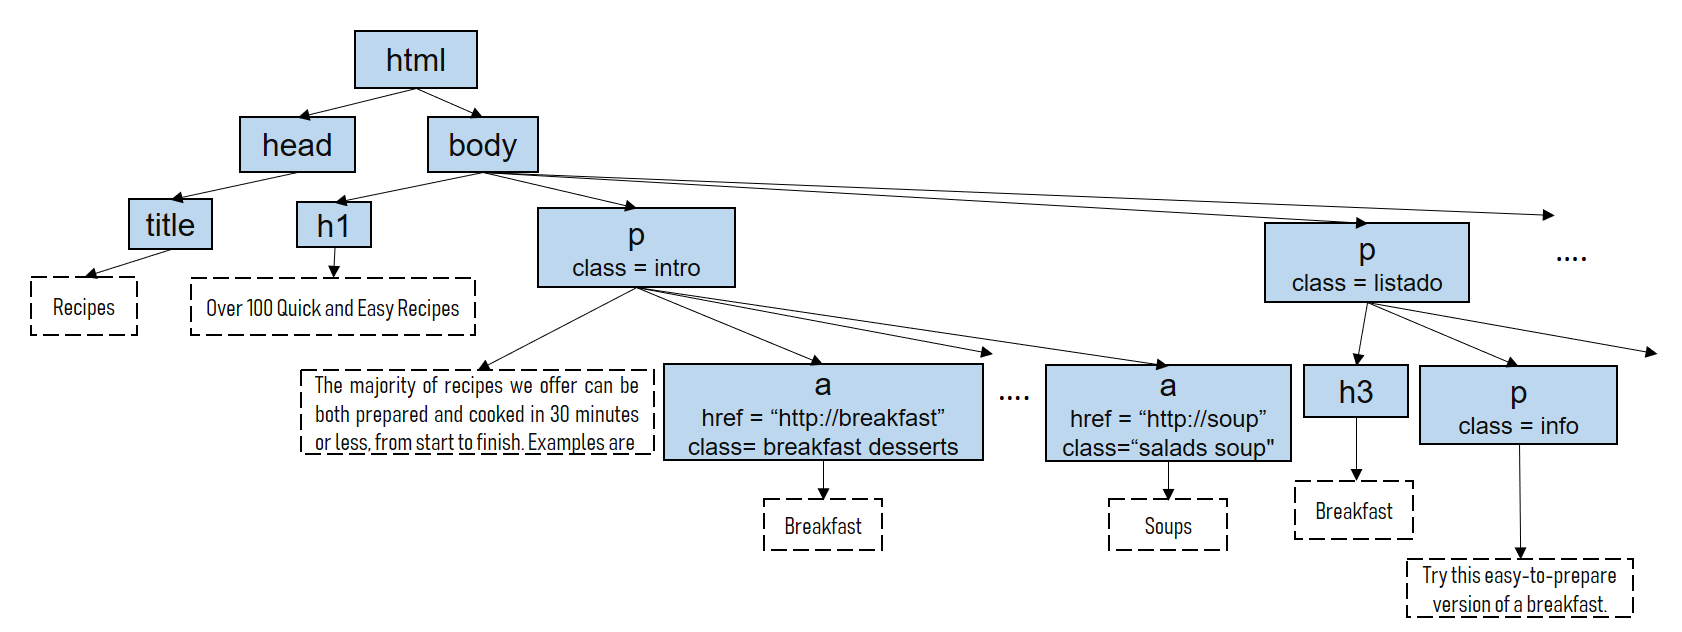 html
head
body
title
h1
p
class = intro
p
class = listado
....
Recipes
Over 100 Quick and Easy Recipes
The majority of recipes we offer can be
both prepared and cooked in 30 minutes
or less, from start to finish. Examples are
a
href = “http://breakfast”
class= breakfast desserts
....
a
href = “http://soup”
class=“salads soup"
h3
p
class = info
Breakfast
Soups
Breakfast
Try this easy-to-prepare
version of a breakfast.